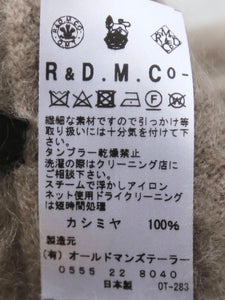 R & D . M . Co -
繊細な素材ですので引っかけ等
取り扱いには十分気を付けて下
さい。
タンブラー乾燥禁止
洗濯の際はクリーニング店に
ご相談下さい。
スチームで浮かしアイロン
ネット使用ドライクリーニング
は短時間で
カシミヤ 100%
製造元
(有) オールドマンズテーラー
0555 22 8040
日本製 OT-283